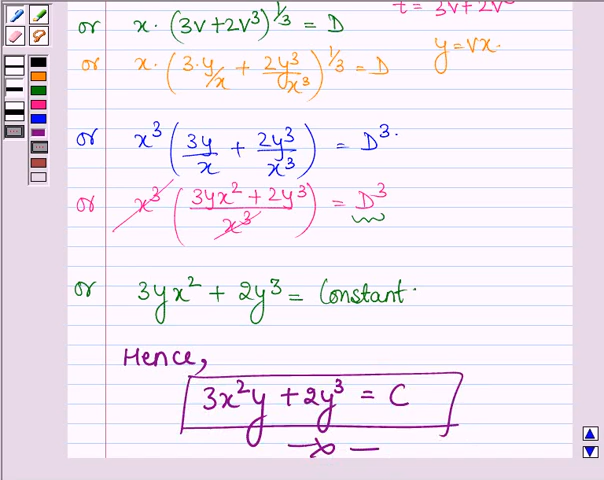 t = 3v+2v³
or x · (3v+2v³)^1/3 = D
y = vx.
or x · (3·y/x + 2y³/x³)^1/3 = D
or x³ (3y/x + 2y³/x³) = D³.
or x³ (3yx² + 2y³/x³) = D³
or 3yx² + 2y³ = Constant.
Hence,
3x²y + 2y³ = C